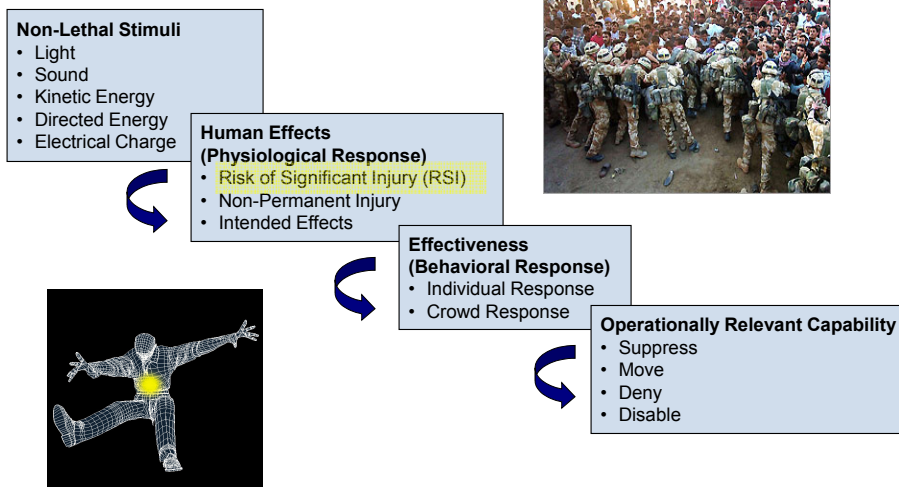 Non-Lethal Stimuli
• Light
• Sound
• Kinetic Energy
• Directed Energy
• Electrical Charge
Human Effects
(Physiological Response)
• Risk of Significant Injury (RSI)
• Non-Permanent Injury
• Intended Effects
Effectiveness
(Behavioral Response)
• Individual Response
• Crowd Response
Operationally Relevant Capability
• Suppress
• Move
• Deny
• Disable